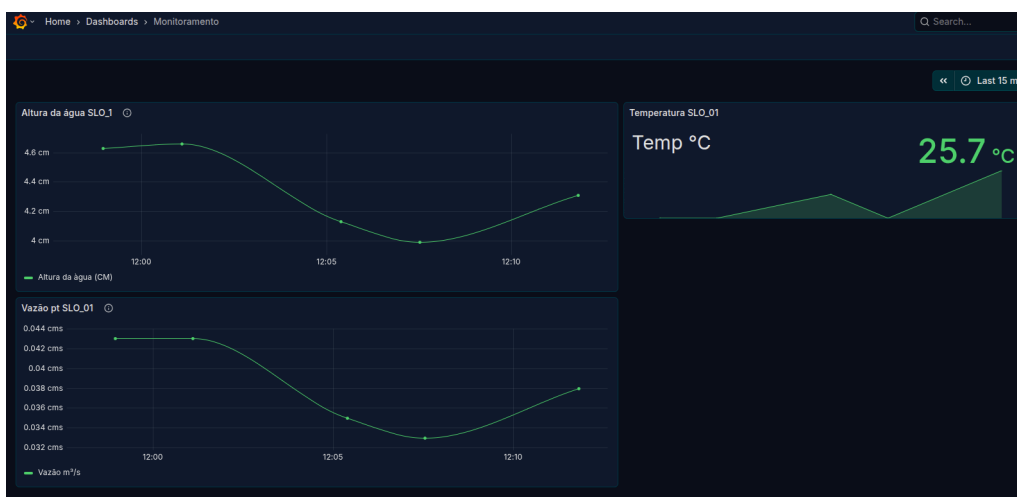 Home › Dashboards › Monitoramento
Search...
Last 15 m
Altura da água SLO_1
4.6 cm
4.4 cm
4.2 cm
4 cm
12:00 12:05 12:10
Altura da àgua (CM)
Temperatura SLO_01
Temp °C
25.7 °C
Vazão pt SLO_01
0.044 cms
0.042 cms
0.04 cms
0.038 cms
0.036 cms
0.034 cms
0.032 cms
12:00 12:05 12:10
Vazão m³/s